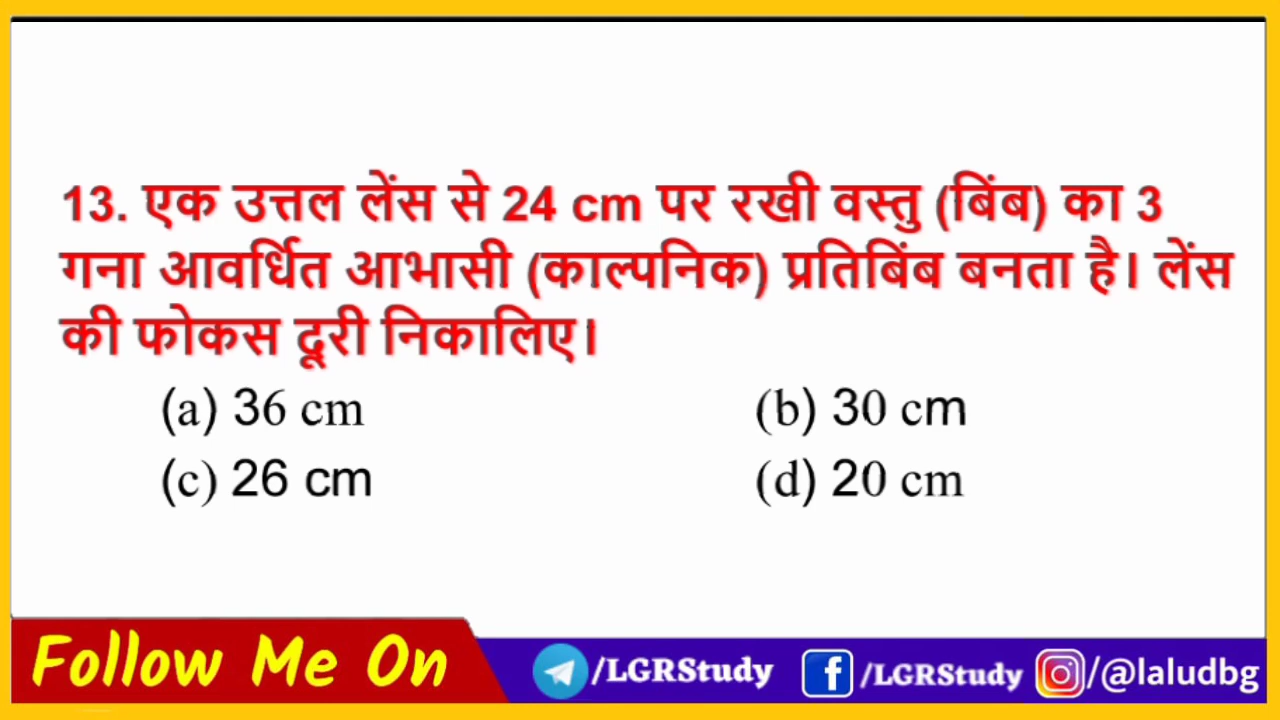 13. एक उत्तल लेंस से 24 cm पर रखी वस्तु (बिंब) का 3
गना आवर्धित आभासी (काल्पनिक) प्रतिबिंब बनता है। लेंस
की फोकस दूरी निकालिए।
(a) 36 cm (b) 30 cm
(c) 26 cm (d) 20 cm
Follow Me On /LGRStudy /LGRStudy /@laludbg